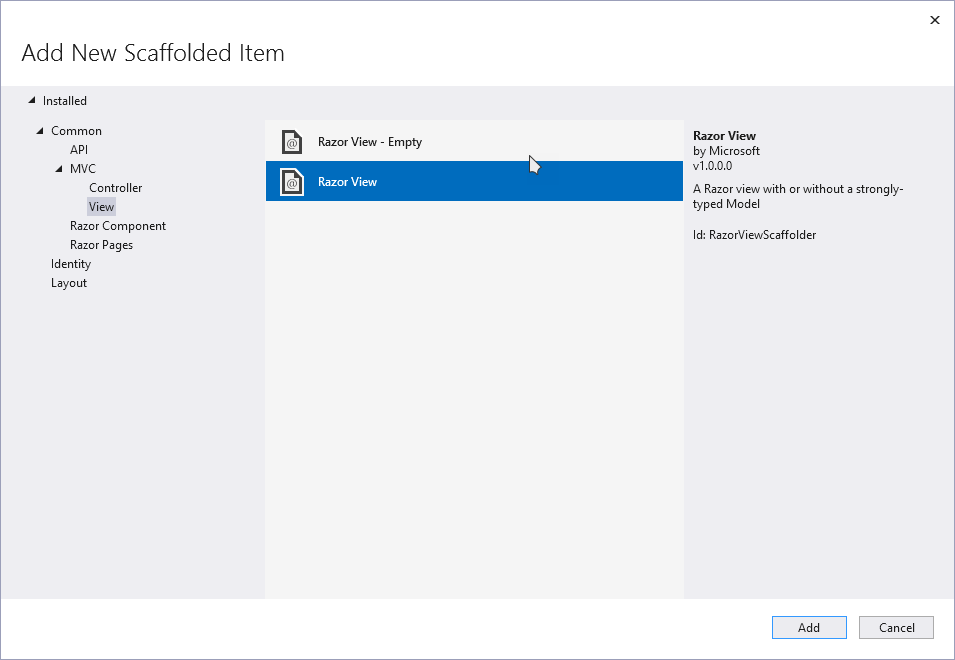 Add New Scaffolded Item
Installed
Common
API
MVC
Controller
View
Razor Component
Razor Pages
Identity
Layout
@ Razor View - Empty
@ Razor View
Razor View
by Microsoft
v1.0.0.0
A Razor view with or without a strongly-
typed Model
Id: RazorViewScaffolder
Add
Cancel